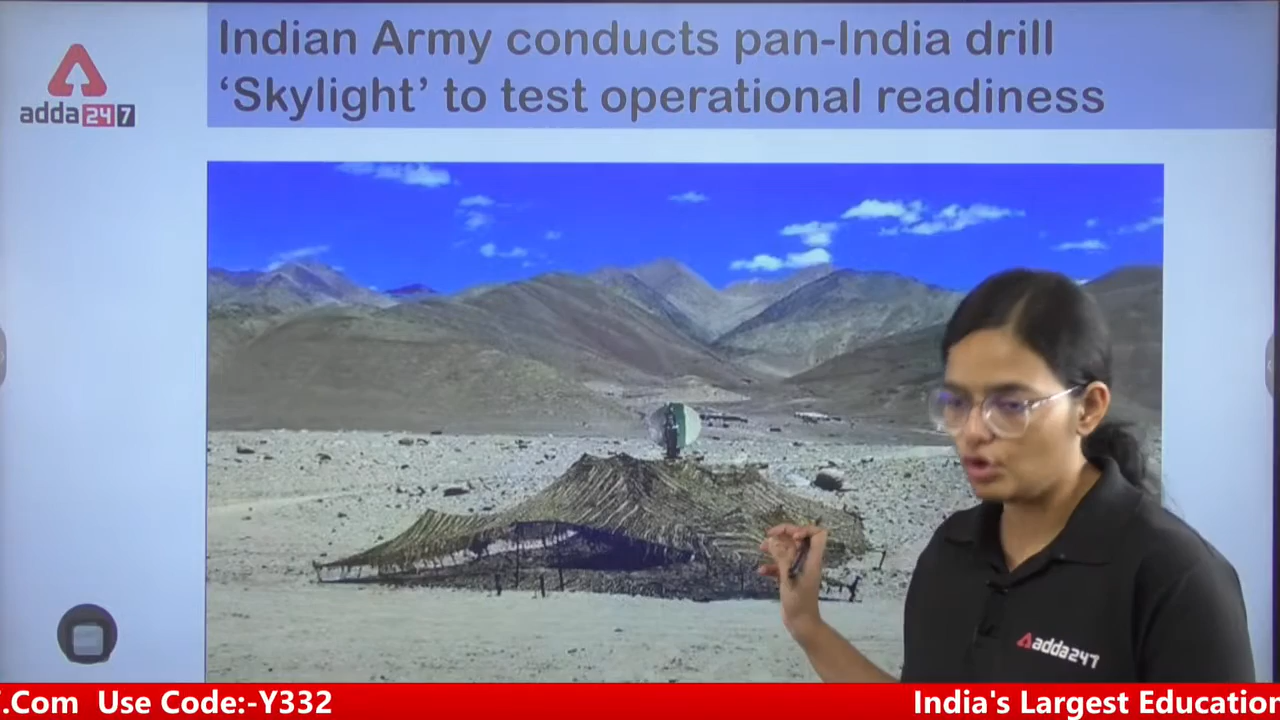 Indian Army conducts pan-India drill
‘Skylight’ to test operational readiness
adda247
adda247
7.Com Use Code:-Y332
India's Largest Education